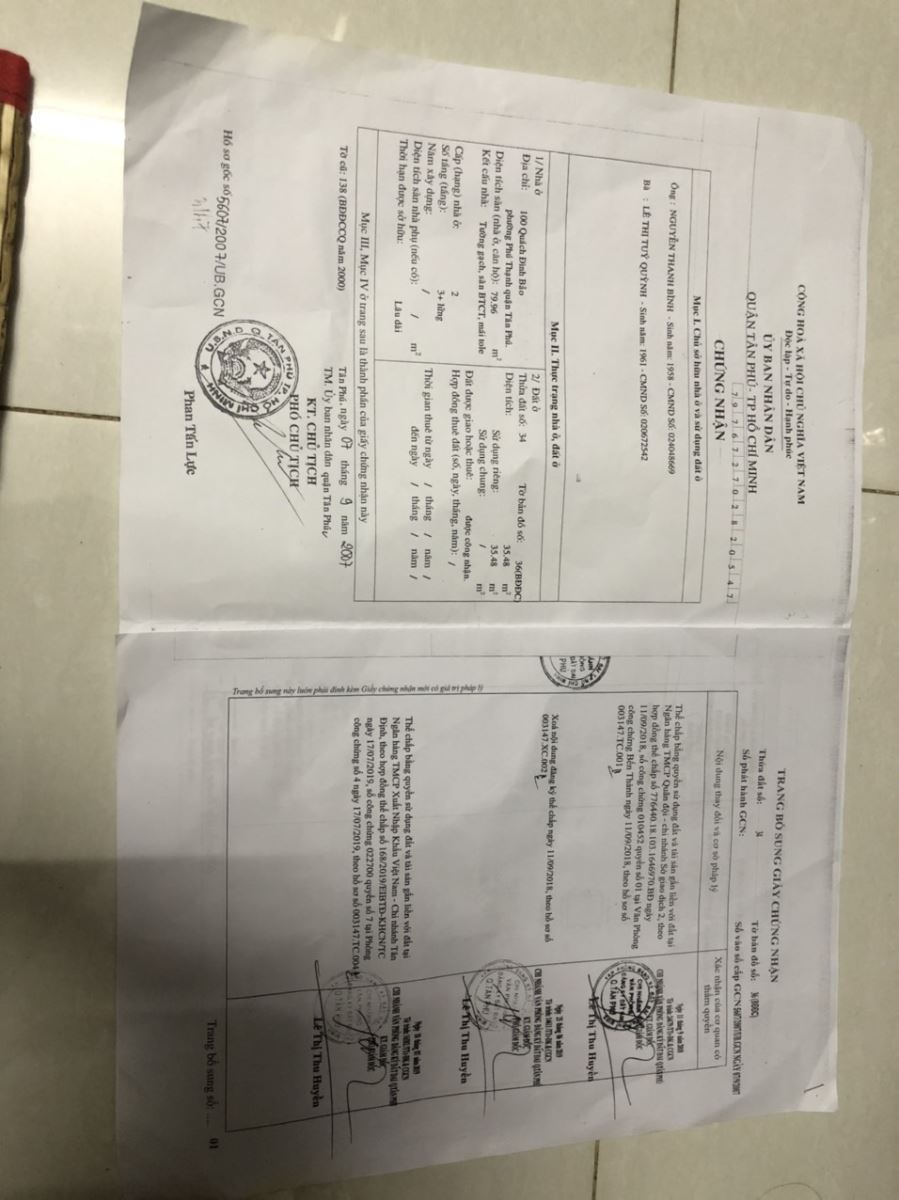 CỘNG HOÀ XÃ HỘI CHỦ NGHĨA VIỆT NAM
Độc lập - Tự do - Hạnh phúc
ỦY BAN NHÂN DÂN
QUẬN TÂN PHÚ - TP HỒ CHÍ MINH
CHỨNG NHẬN
Mục I. Chủ sở hữu nhà ở và sử dụng đất ở
Ông : NGUYỄN THANH BÌNH - Sinh năm: 1958 - CMND Số: 024048669
Bà : LÊ THỊ TUÝ QUỲNH - Sinh năm: 1961 - CMND Số: 020672542
Mục II. Thực trạng nhà ở, đất ở
1/ Nhà ở
Địa chỉ: 100 Quách Đình Bảo
phường Phú Thạnh quận Tân Phú.
Diện tích sàn (nhà ở, căn hộ): 79.96 m²
Kết cấu nhà: Tường gạch, sàn BTCT, mái tole
Cấp (hạng) nhà ở: 2
Số tầng (tầng): 3+ lửng
Năm xây dựng: /
Diện tích sàn nhà phụ (nếu có): / m²
Thời hạn được sở hữu: Lâu dài
2/ Đất ở
Thửa đất số: 34 Tờ bản đồ số: 36(BĐĐC)
Diện tích: 35.48 m²
Sử dụng riêng: 35.48 m²
Sử dụng chung: / m²
Đất được giao hoặc thuê: được công nhận.
Hợp đồng thuê đất (số, ngày, tháng, năm): /
Thời gian thuê từ ngày / tháng / năm /
đến ngày / tháng / năm /
Mục III, Mục IV ở trang sau là thành phần của giấy chứng nhận này
Tờ cũ: 138 (BĐĐCCQ năm 2000)
Tân Phú, ngày 07 tháng 9 năm 2007
TM. Ủy ban nhân dân quận Tân Phú
KT. CHỦ TỊCH
PHÓ CHỦ TỊCH
Hồ sơ gốc số 5607/2007/UB.GCN
U.B.N.D Q. TÂN PHÚ TP. HỒ CHÍ MINH
Phan Tấn Lực
TRANG BỔ SUNG GIẤY CHỨNG NHẬN
Thửa đất số: 34 Tờ bản đồ số: 36 (BĐĐC)
Số phát hành GCN: Số vào sổ cấp GCN: 5607/2007/UB.GCN NGÀY 07/9/2007
Nội dung thay đổi và cơ sở pháp lý
Xác nhận của cơ quan có
thẩm quyền
Thế chấp bằng quyền sử dụng đất và tài sản gắn liền với đất tại
Ngân hàng TMCP Quân đội - chi nhánh Sở giao dịch 2, theo
hợp đồng thế chấp số 776440.18.103.1646970.BĐ ngày
11/09/2018, số công chứng 010452 quyển số 01 tại Văn Phòng
công chứng Bến Thành ngày 11/09/2018, theo hồ sơ số
003147.TC.001
Lê Thị Thu Huyền
Xoá nội dung đăng ký thế chấp ngày 11/09/2018, theo hồ sơ số
003147.XC.002
Lê Thị Thu Huyền
Thế chấp bằng quyền sử dụng đất và tài sản gắn liền với đất tại
Ngân hàng TMCP Xuất Nhập Khẩu Việt Nam - Chi nhánh Tân
Định, theo hợp đồng thế chấp số 168/2019/EIBTD-KHCN/TC
ngày 17/07/2019, số công chứng 022700 quyển số 7 tại Phòng
công chứng số 4 ngày 17/07/2019, theo hồ sơ số 003147.TC.004
Lê Thị Thu Huyền
Trang bổ sung này luôn phải đính kèm Giấy chứng nhận mới có giá trị pháp lý
Trang bổ sung số: .... 01